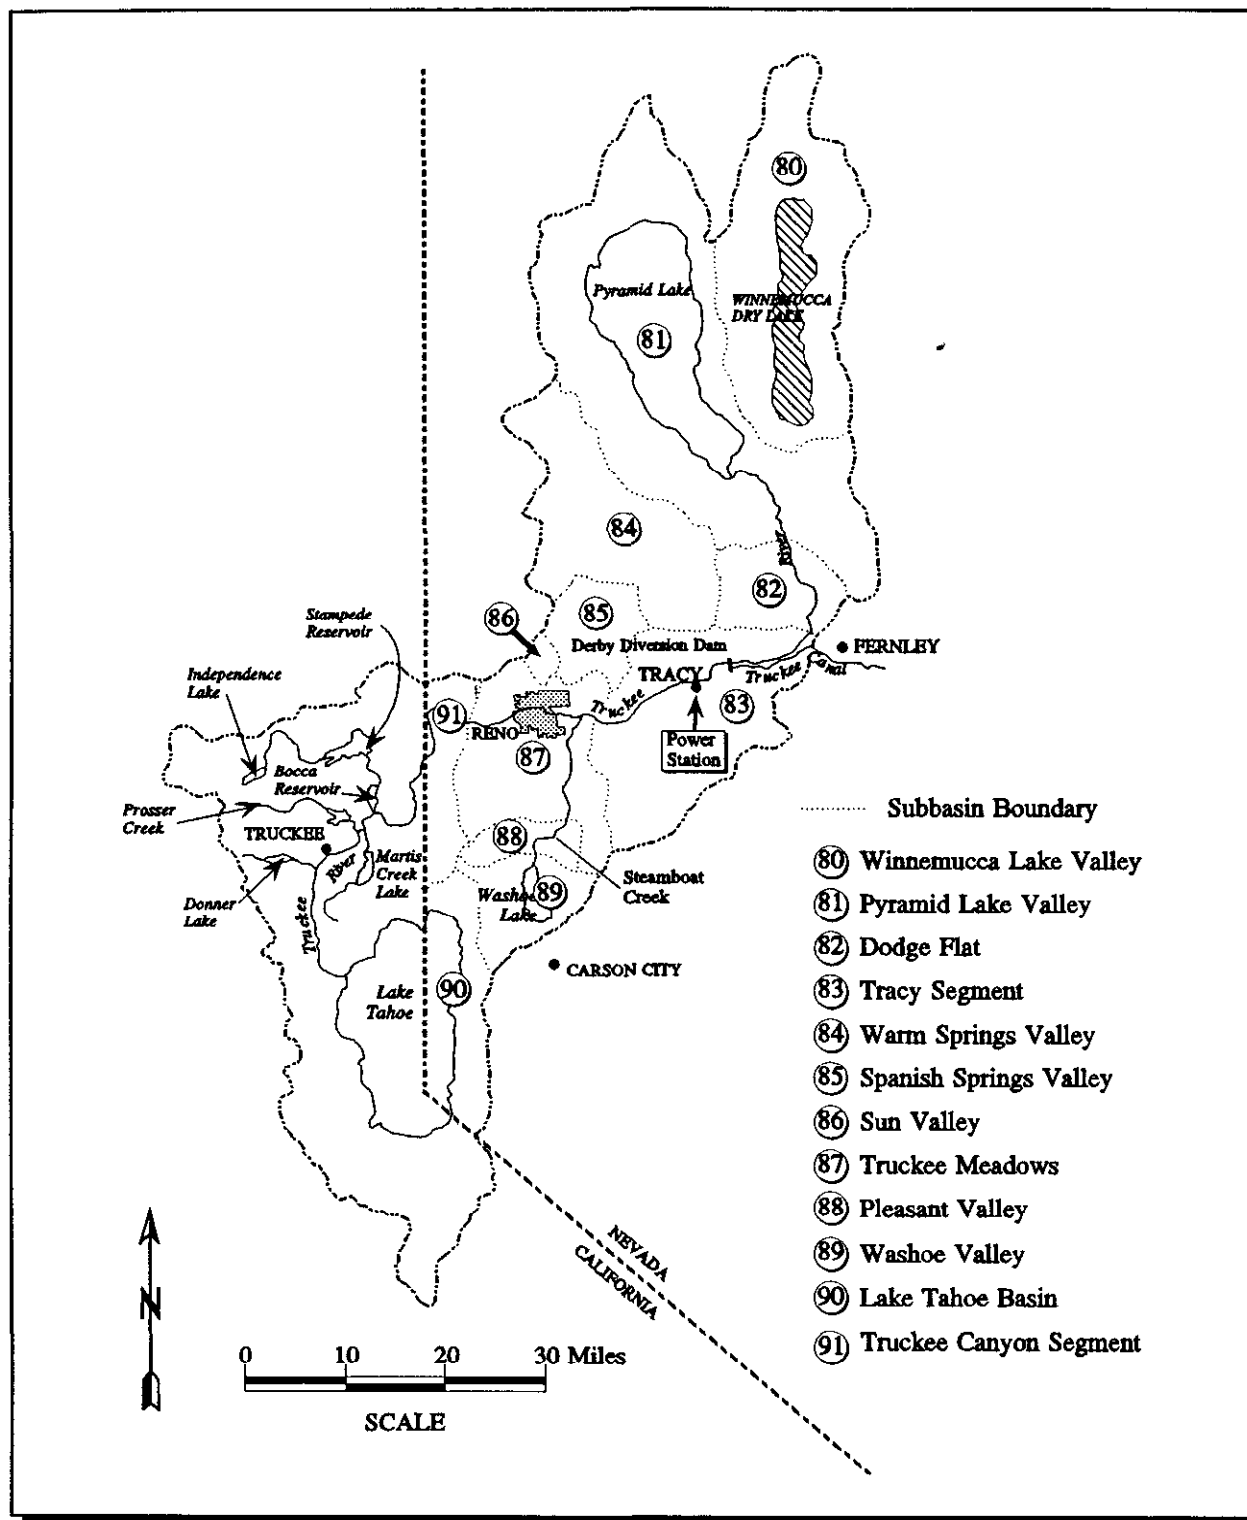 80
Pyramid Lake
WINNEMUCCA
DRY LAKE
81
84
River
82
85
86
Stampede
Reservoir
Derby Diversion Dam
FERNLEY
Independence
Lake
TRACY
Truckee
Canal
Truckee
83
91
RENO
Power
Station
87
Bocca
Reservoir
Prosser
Creek
TRUCKEE
River
Martis
Creek
Lake
88
Steamboat
Creek
Washoe
Lake
89
Donner
Lake
Truckee
CARSON CITY
Lake
Tahoe
90
Subbasin Boundary
80 Winnemucca Lake Valley
81 Pyramid Lake Valley
82 Dodge Flat
83 Tracy Segment
84 Warm Springs Valley
85 Spanish Springs Valley
86 Sun Valley
87 Truckee Meadows
88 Pleasant Valley
89 Washoe Valley
90 Lake Tahoe Basin
91 Truckee Canyon Segment
NEVADA
CALIFORNIA
N
0 10 20 30 Miles
SCALE